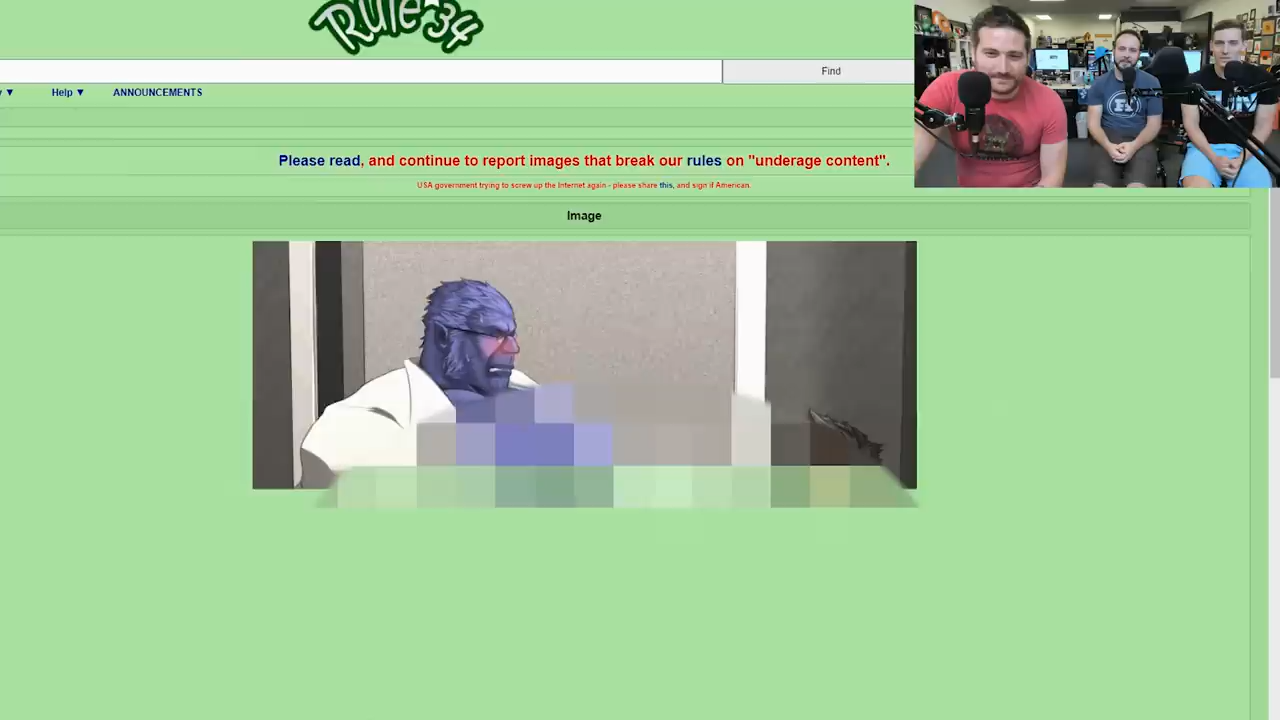 Rule34
Find
Help ▼ ANNOUNCEMENTS
Please read, and continue to report images that break our rules on "underage content".
USA government trying to screw up the Internet again - please share this, and sign if American.
Image